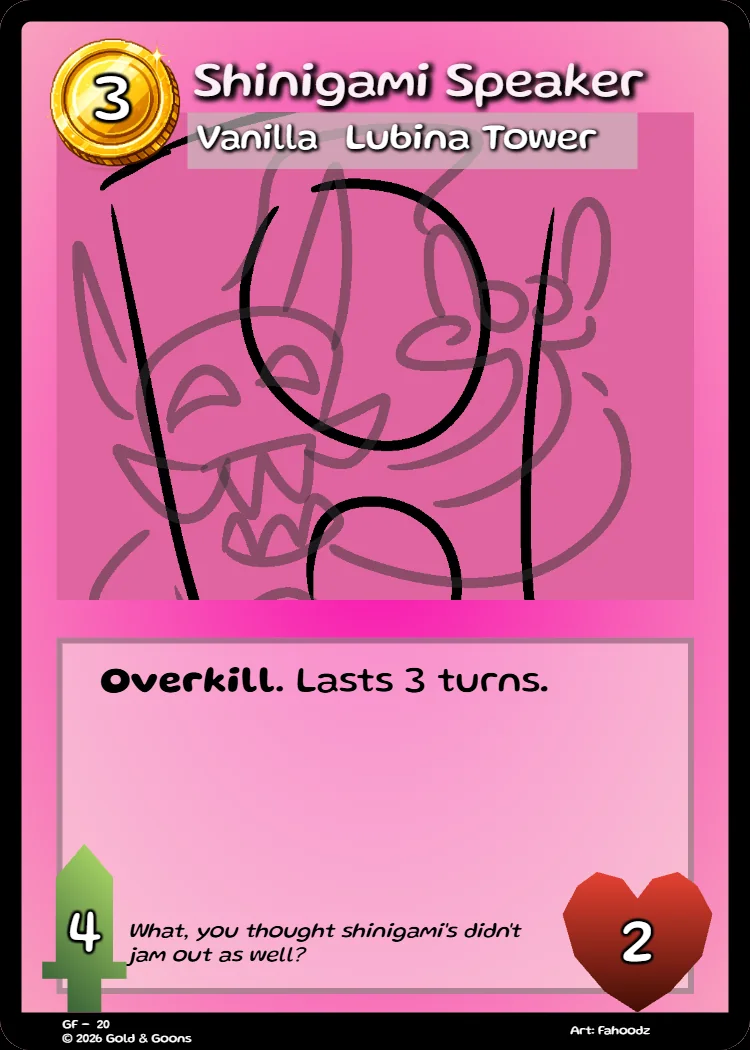 3
Shinigami Speaker
Vanilla Lubina Tower
Overkill. Lasts 3 turns.
4
What, you thought shinigami's didn't
jam out as well?
2
GF - 20
© 2026 Gold & Goons
Art: Fahoodz